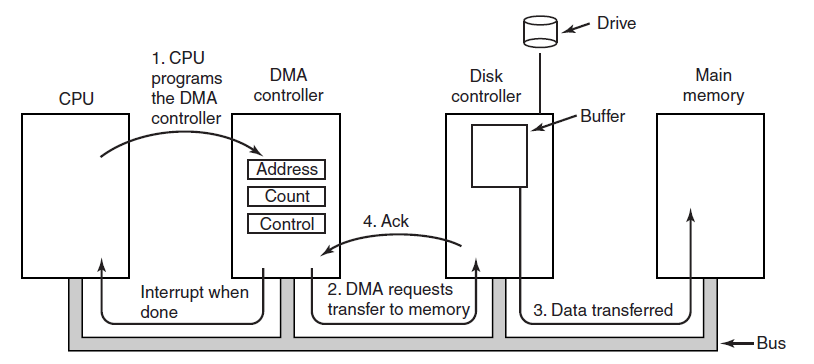 Drive
1. CPU
programs
the DMA
controller
CPU
DMA
controller
Disk
controller
Main
memory
Buffer
Address
Count
Control
4. Ack
Interrupt when
done
2. DMA requests
transfer to memory
3. Data transferred
Bus